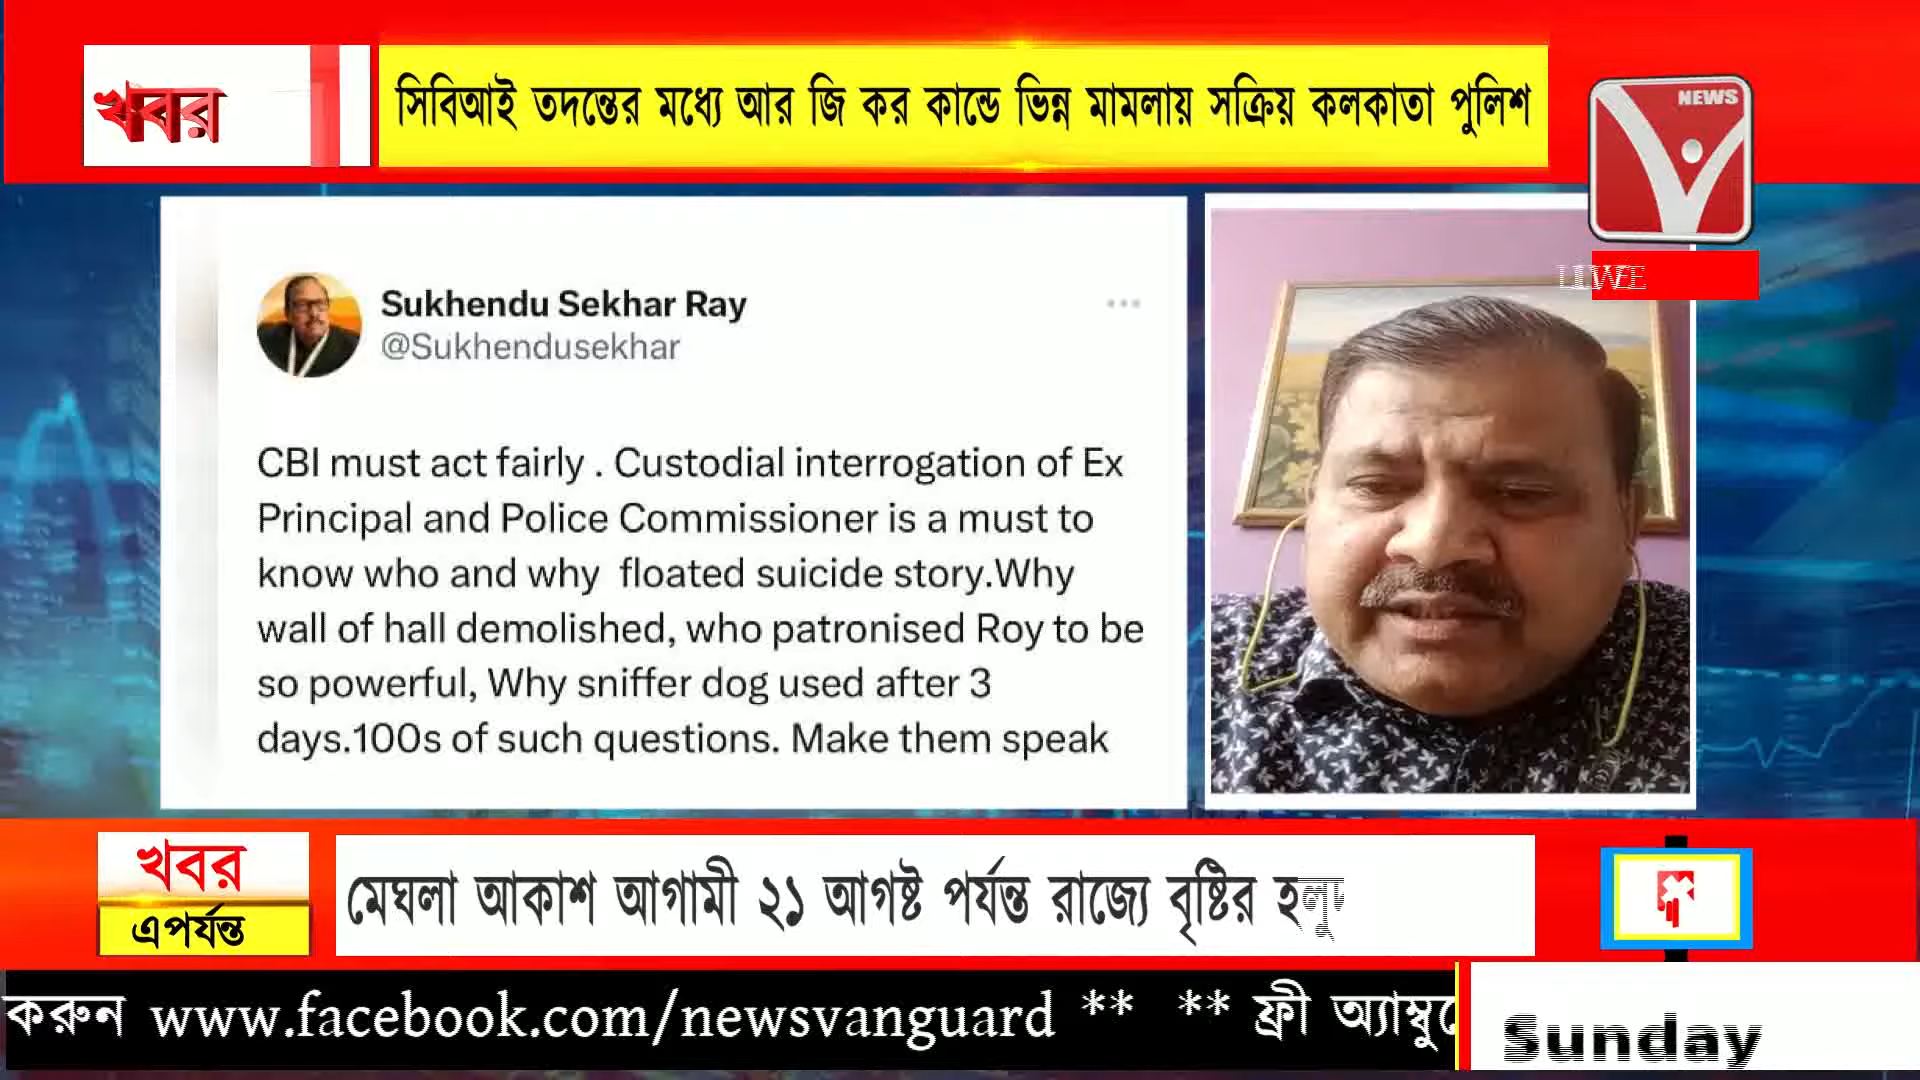 খবর
সিবিআই তদন্তের মধ্যে আর জি কর কান্ডে ভিন্ন মামলায় সক্রিয় কলকাতা পুলিশ
NEWS
Sukhendu Sekhar Ray
@Sukhendusekhar
CBI must act fairly . Custodial interrogation of Ex
Principal and Police Commissioner is a must to
know who and why floated suicide story.Why
wall of hall demolished, who patronised Roy to be
so powerful, Why sniffer dog used after 3
days.100s of such questions. Make them speak
খবর
এপর্যন্ত
মেঘলা আকাশ আগামী ২১ আগষ্ট পর্যন্ত রাজ্যে বৃষ্টির
করুন www.facebook.com/newsvanguard ** ** ফ্রী
Sunday